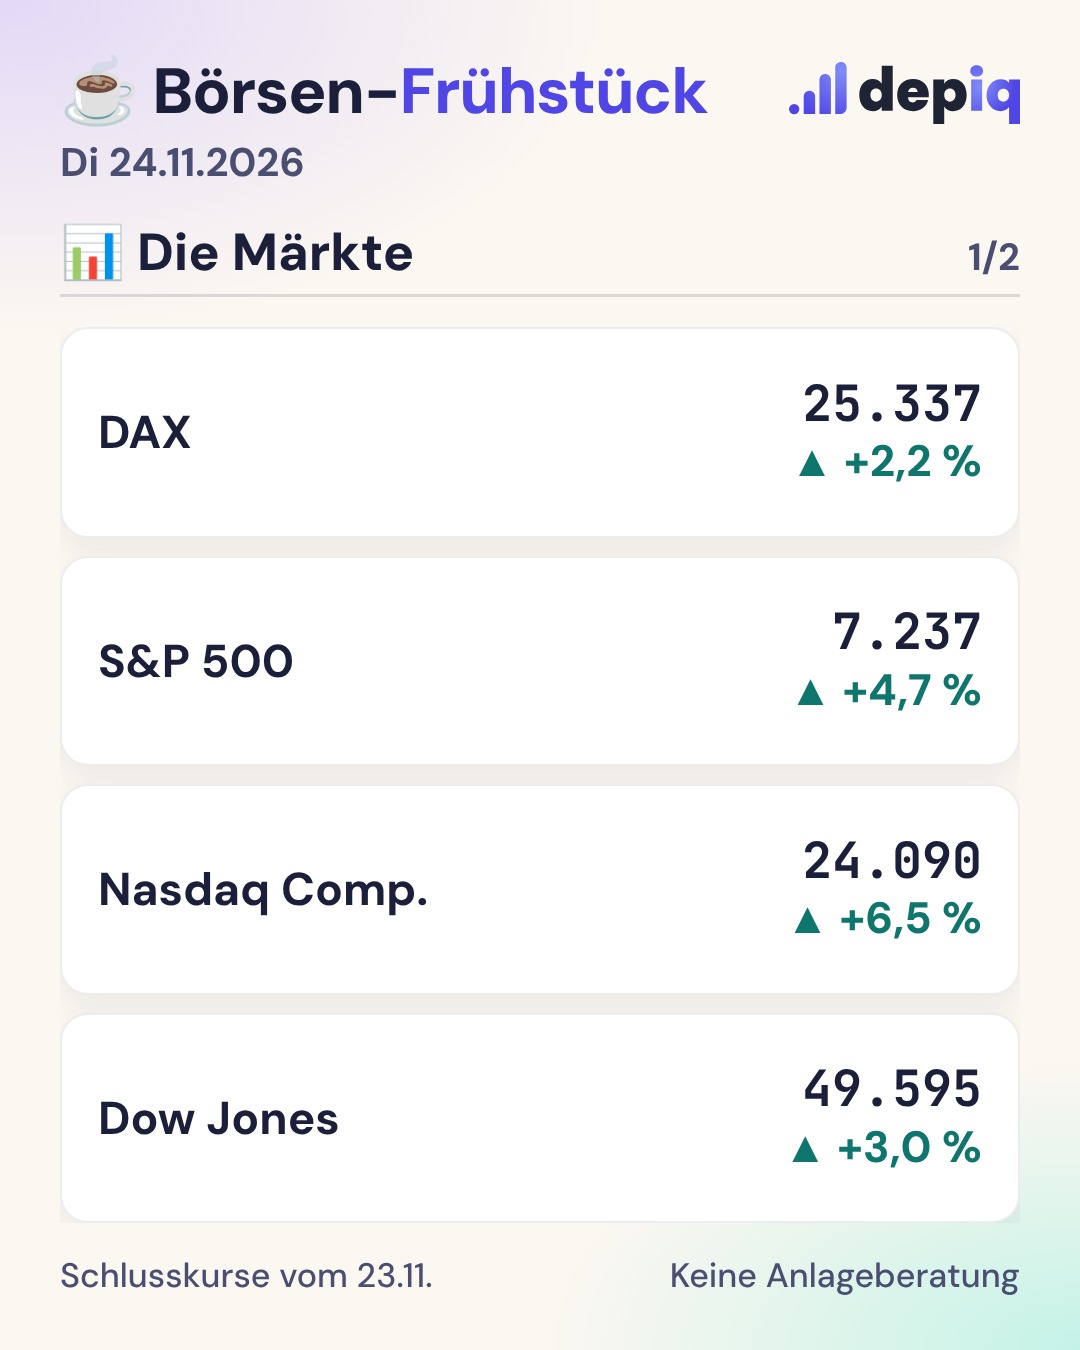 Börsen-Frühstück
depiq
Di 24.11.2026
Die Märkte
1/2
DAX
25.337
▲ +2,2 %
S&P 500
7.237
▲ +4,7 %
Nasdaq Comp.
24.090
▲ +6,5 %
Dow Jones
49.595
▲ +3,0 %
Schlusskurse vom 23.11.
Keine Anlageberatung